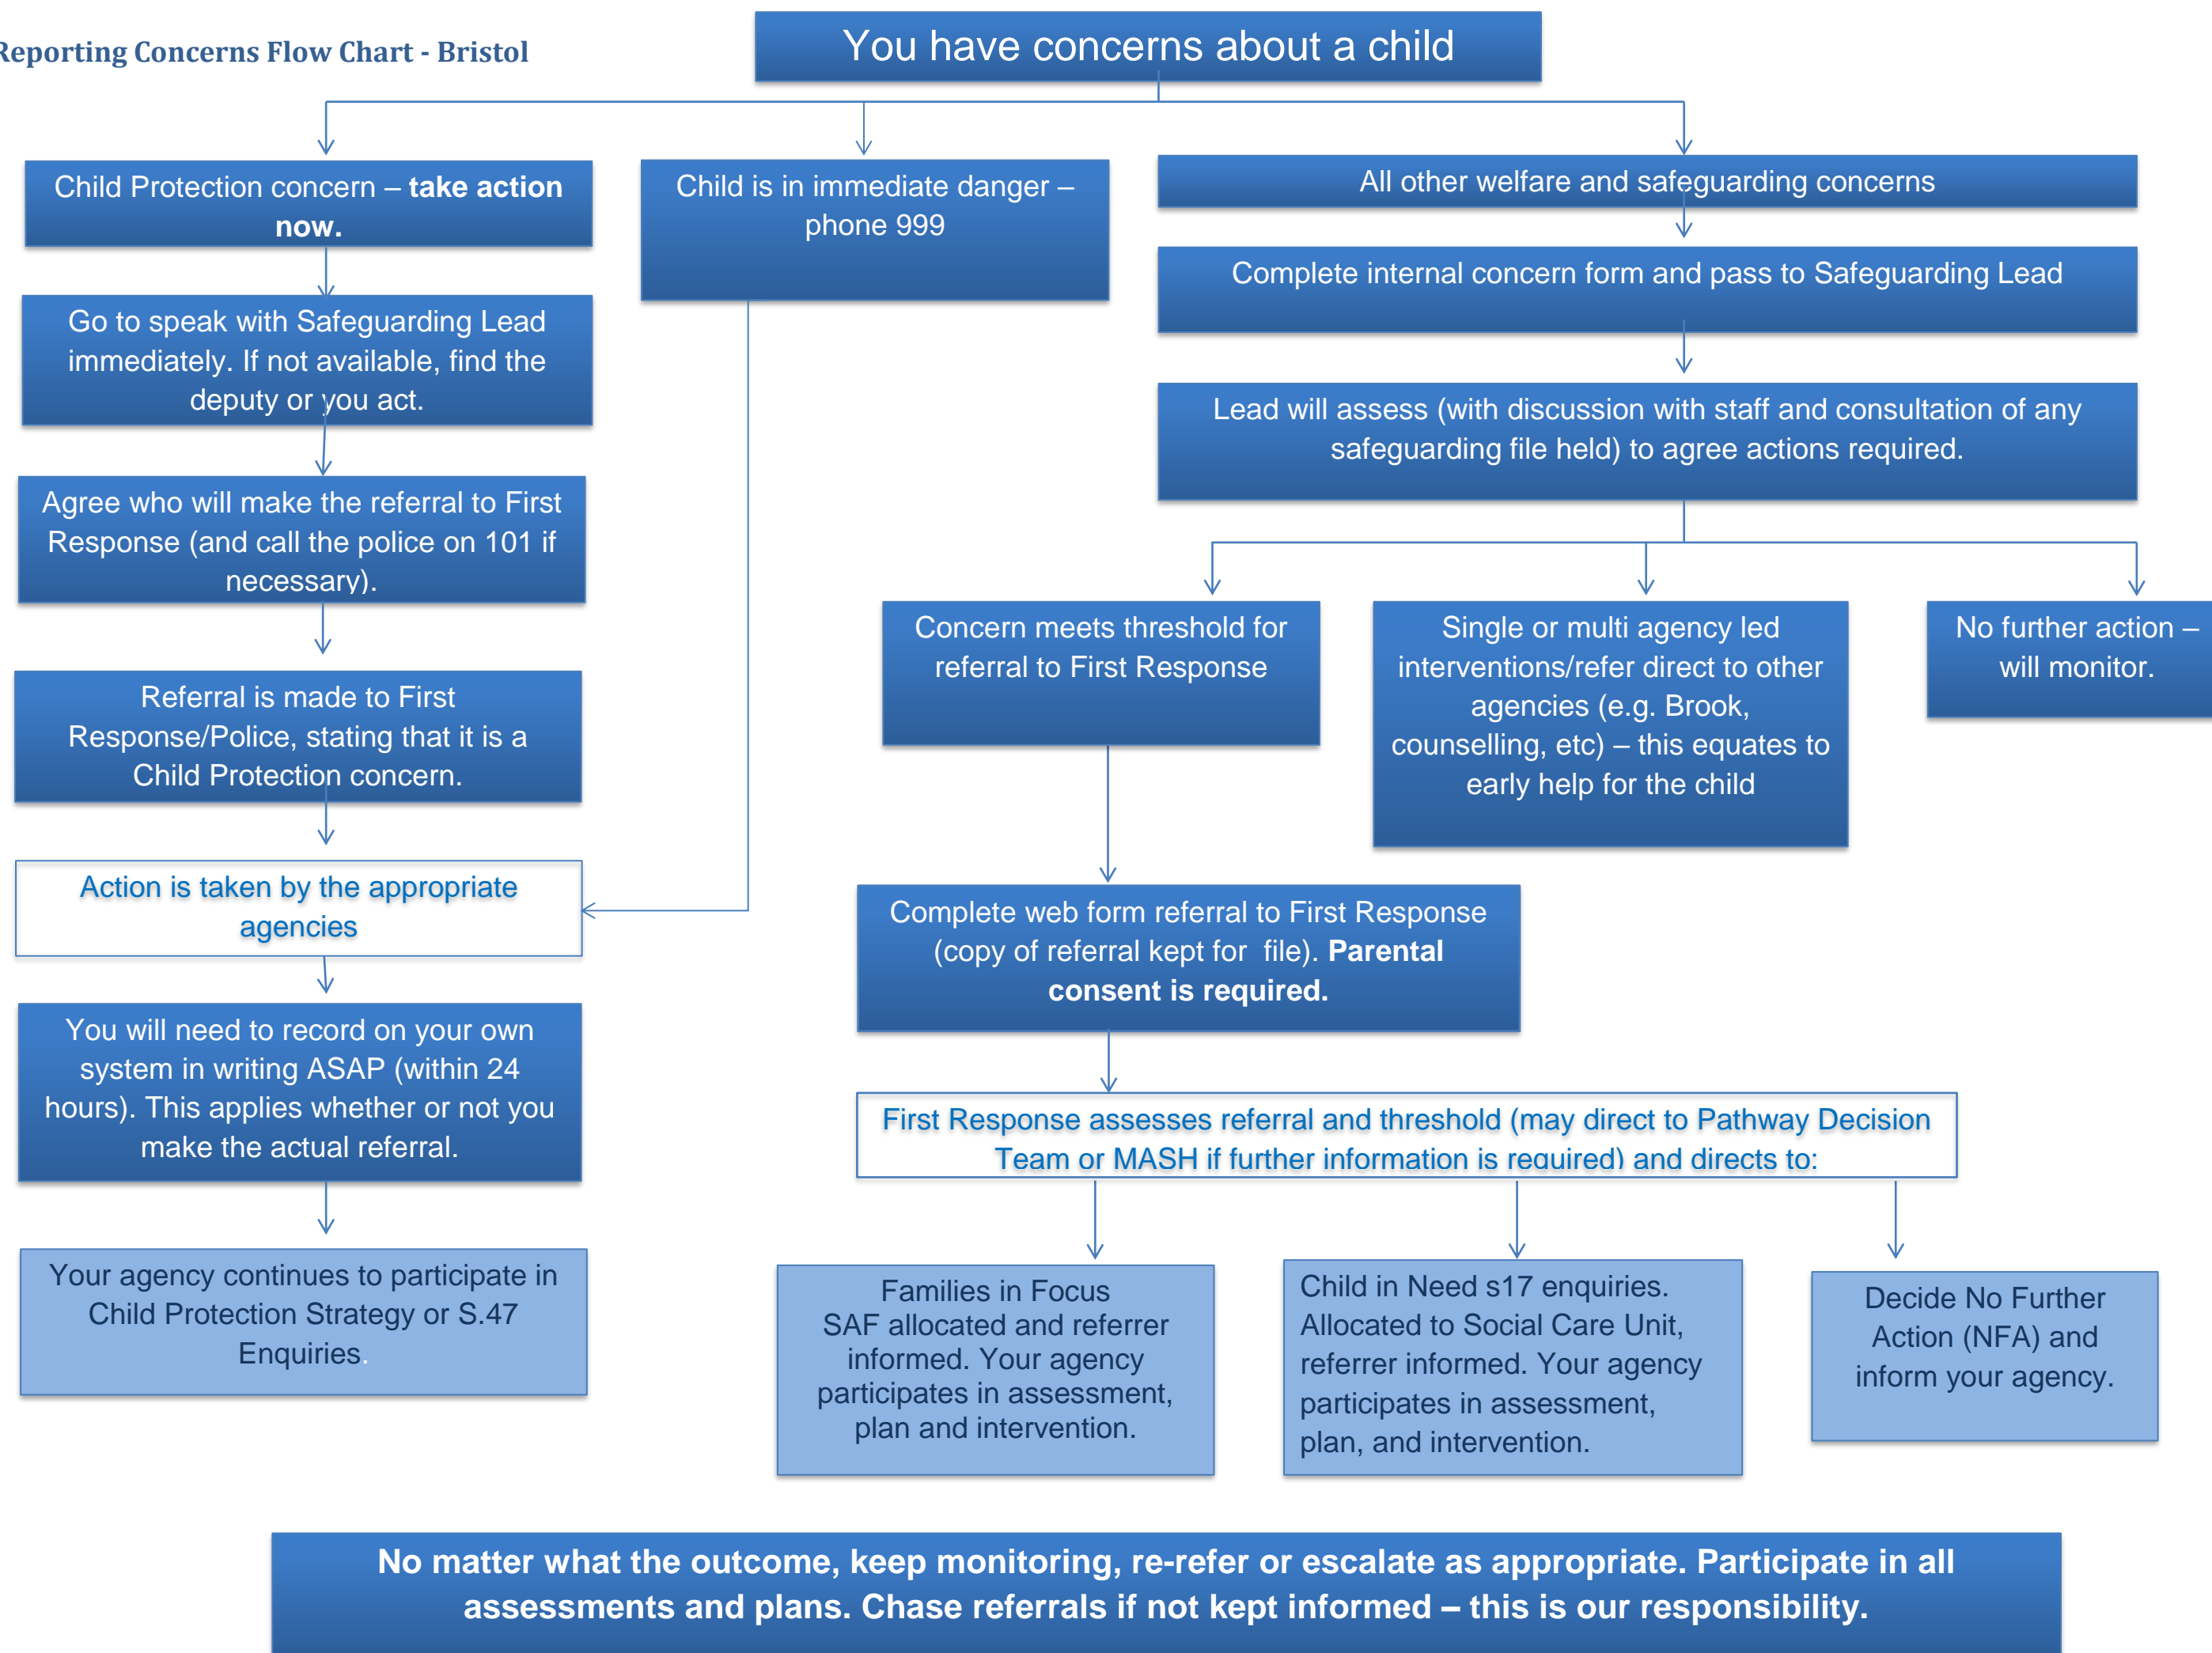 Reporting Concerns Flow Chart - Bristol
You have concerns about a child
Child Protection concern – take action
now.
Child is in immediate danger –
phone 999
All other welfare and safeguarding concerns
Go to speak with Safeguarding Lead
immediately. If not available, find the
deputy or you act.
Complete internal concern form and pass to Safeguarding Lead
Lead will assess (with discussion with staff and consultation of any
safeguarding file held) to agree actions required.
Agree who will make the referral to First
Response (and call the police on 101 if
necessary).
Concern meets threshold for
referral to First Response
Single or multi agency led
interventions/refer direct to other
agencies (e.g. Brook,
counselling, etc) – this equates to
early help for the child
No further action –
will monitor.
Referral is made to First
Response/Police, stating that it is a
Child Protection concern.
Action is taken by the appropriate
agencies
Complete web form referral to First Response
(copy of referral kept for file). Parental
consent is required.
You will need to record on your own
system in writing ASAP (within 24
hours). This applies whether or not you
make the actual referral.
First Response assesses referral and threshold (may direct to Pathway Decision
Team or MASH if further information is required) and directs to:
Your agency continues to participate in
Child Protection Strategy or S.47
Enquiries.
Families in Focus
SAF allocated and referrer
informed. Your agency
participates in assessment,
plan and intervention.
Child in Need s17 enquiries.
Allocated to Social Care Unit,
referrer informed. Your agency
participates in assessment,
plan, and intervention.
Decide No Further
Action (NFA) and
inform your agency.
No matter what the outcome, keep monitoring, re-refer or escalate as appropriate. Participate in all
assessments and plans. Chase referrals if not kept informed – this is our responsibility.